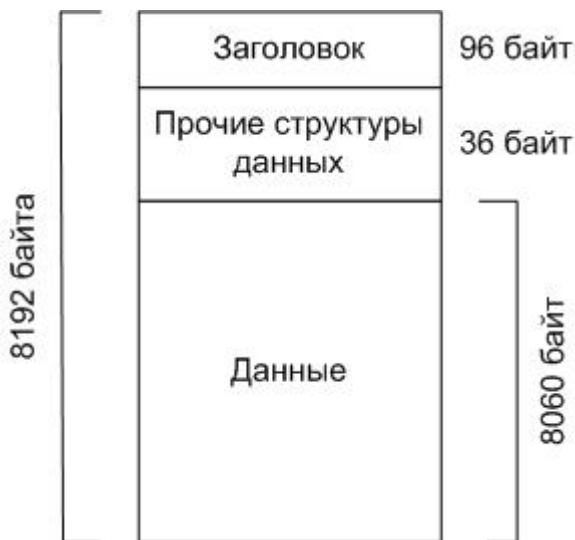 Заголовок
96 байт
Прочие структуры
данных
36 байт
8192 байта
Данные
8060 байт